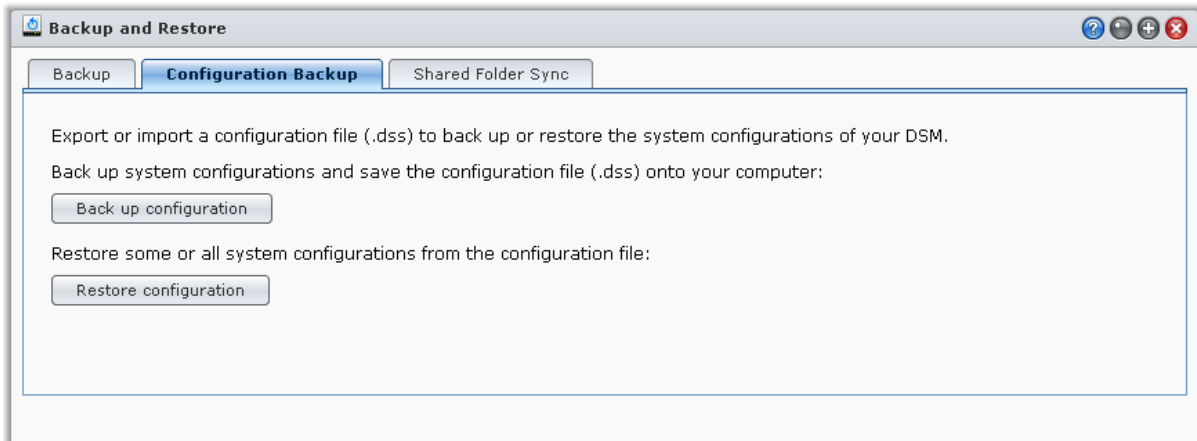 Backup and Restore
Backup Configuration Backup Shared Folder Sync
Export or import a configuration file (.dss) to back up or restore the system configurations of your DSM.
Back up system configurations and save the configuration file (.dss) onto your computer:
Back up configuration
Restore some or all system configurations from the configuration file:
Restore configuration